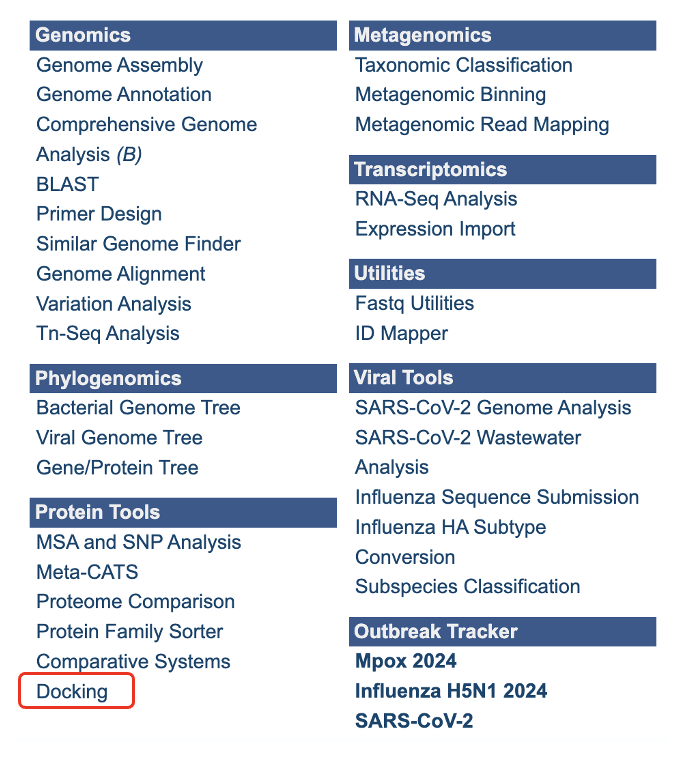 Genomics
Genome Assembly
Genome Annotation
Comprehensive Genome
Analysis (B)
BLAST
Primer Design
Similar Genome Finder
Genome Alignment
Variation Analysis
Tn-Seq Analysis
Phylogenomics
Bacterial Genome Tree
Viral Genome Tree
Gene/Protein Tree
Protein Tools
MSA and SNP Analysis
Meta-CATS
Proteome Comparison
Protein Family Sorter
Comparative Systems
Docking
Metagenomics
Taxonomic Classification
Metagenomic Binning
Metagenomic Read Mapping
Transcriptomics
RNA-Seq Analysis
Expression Import
Utilities
Fastq Utilities
ID Mapper
Viral Tools
SARS-CoV-2 Genome Analysis
SARS-CoV-2 Wastewater
Analysis
Influenza Sequence Submission
Influenza HA Subtype
Conversion
Subspecies Classification
Outbreak Tracker
Mpox 2024
Influenza H5N1 2024
SARS-CoV-2